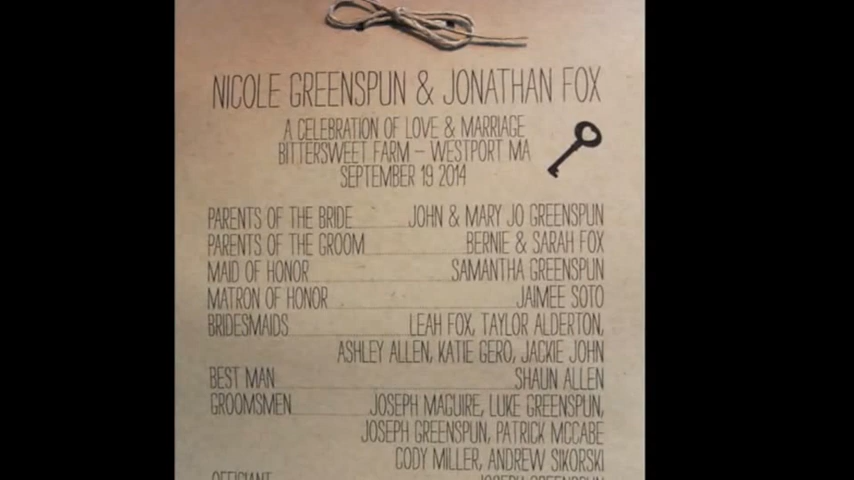 NICOLE GREENSPUN & JONATHAN FOX
A CELEBRATION OF LOVE & MARRIAGE
BITTERSWEET FARM – WESTPORT MA
SEPTEMBER 19 2014
PARENTS OF THE BRIDE JOHN & MARY JO GREENSPUN
PARENTS OF THE GROOM BERNIE & SARAH FOX
MAID OF HONOR SAMANTHA GREENSPUN
MATRON OF HONOR JAIMEE SOTO
BRIDESMAIDS LEAH FOX, TAYLOR ALDERTON,
ASHLEY ALLEN, KATIE GERO, JACKIE JOHN
BEST MAN SHAUN ALLEN
GROOMSMEN JOSEPH MAGUIRE, LUKE GREENSPUN,
JOSEPH GREENSPUN, PATRICK MCCABE
CODY MILLER, ANDREW SIKORSKI
OFFICIANT JOSEPH GREENSPUN